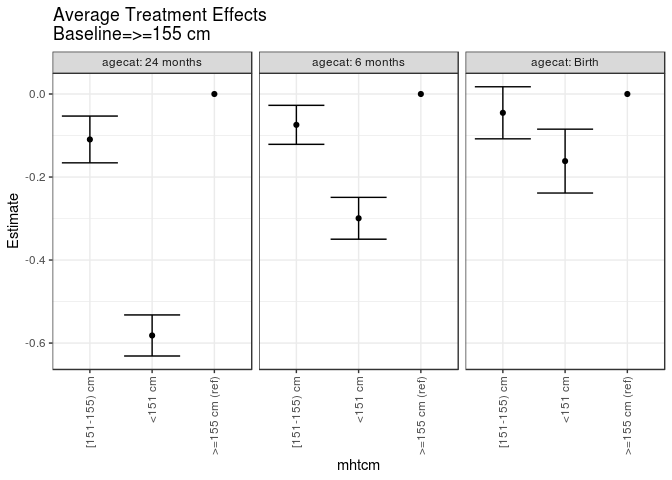 Average Treatment Effects
Baseline=>=155 cm
agecat: 24 months
agecat: 6 months
agecat: Birth
0.0
-0.2
-0.4
-0.6
Estimate
[151-155) cm
<151 cm
>=155 cm (ref)
[151-155) cm
<151 cm
>=155 cm (ref)
[151-155) cm
<151 cm
>=155 cm (ref)
mhtcm